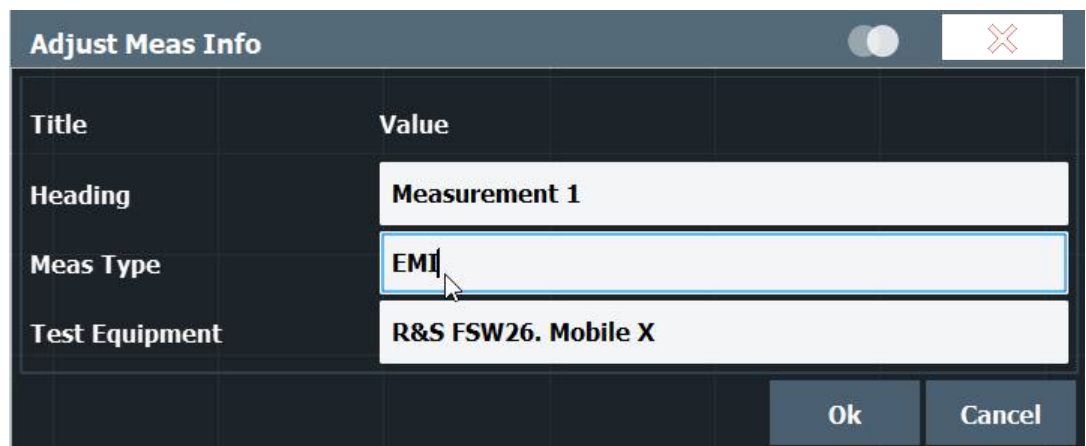 Adjust Meas Info
Title Value
Heading Measurement 1
Meas Type EMI
Test Equipment R&S FSW26. Mobile X
Ok Cancel